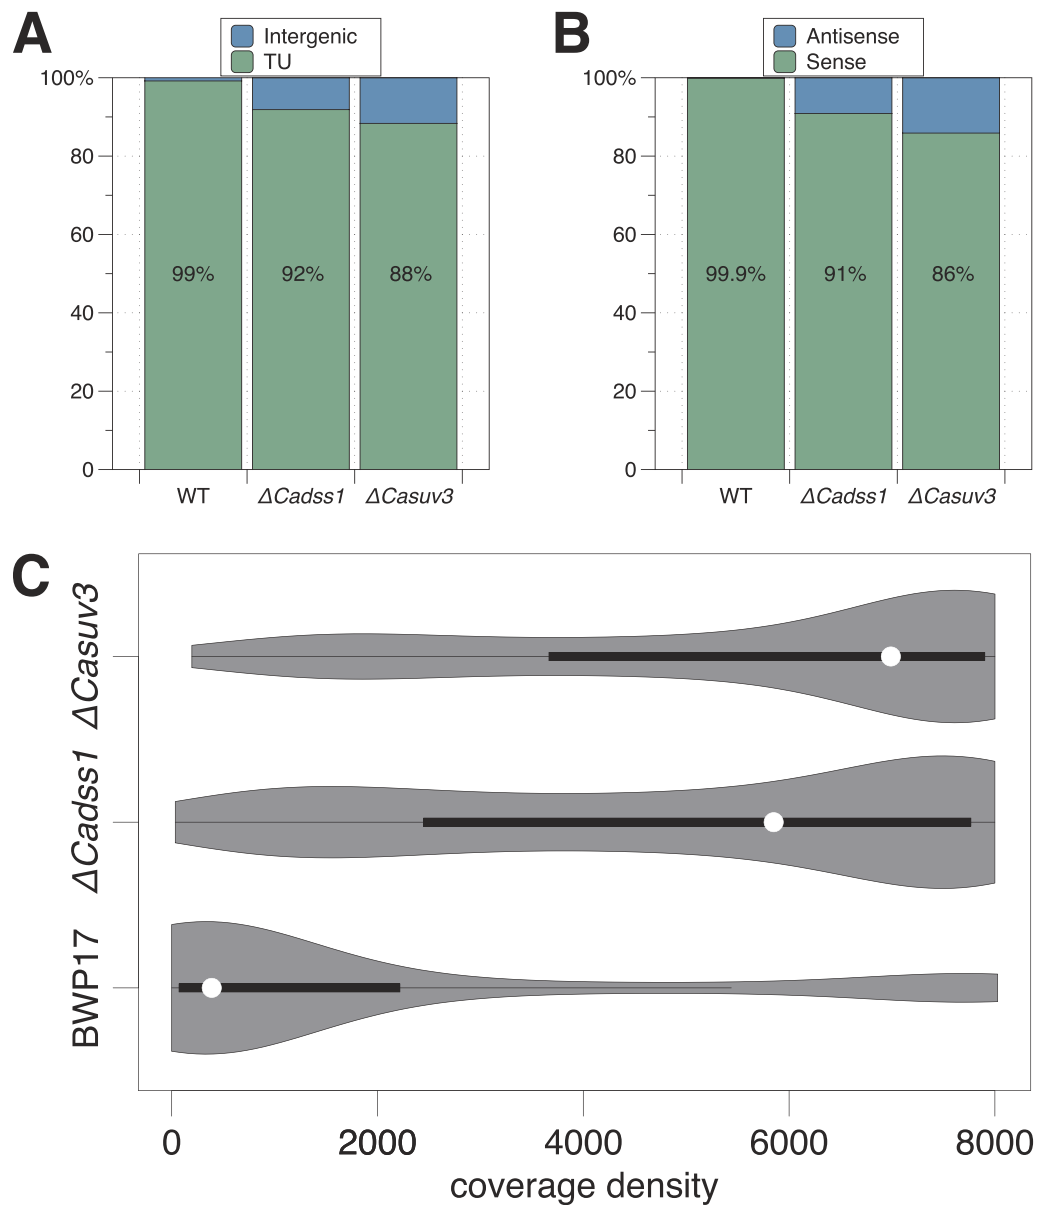 A
Intergenic
TU
100%
80
60
40
20
0
99%
92%
88%
WT
ΔCadss1
ΔCasuv3
B
Antisense
Sense
100%
80
60
40
20
0
99.9%
91%
86%
WT
ΔCadss1
ΔCasuv3
C
ΔCasuv3
ΔCadss1
BWP17
0
2000
4000
6000
8000
coverage density